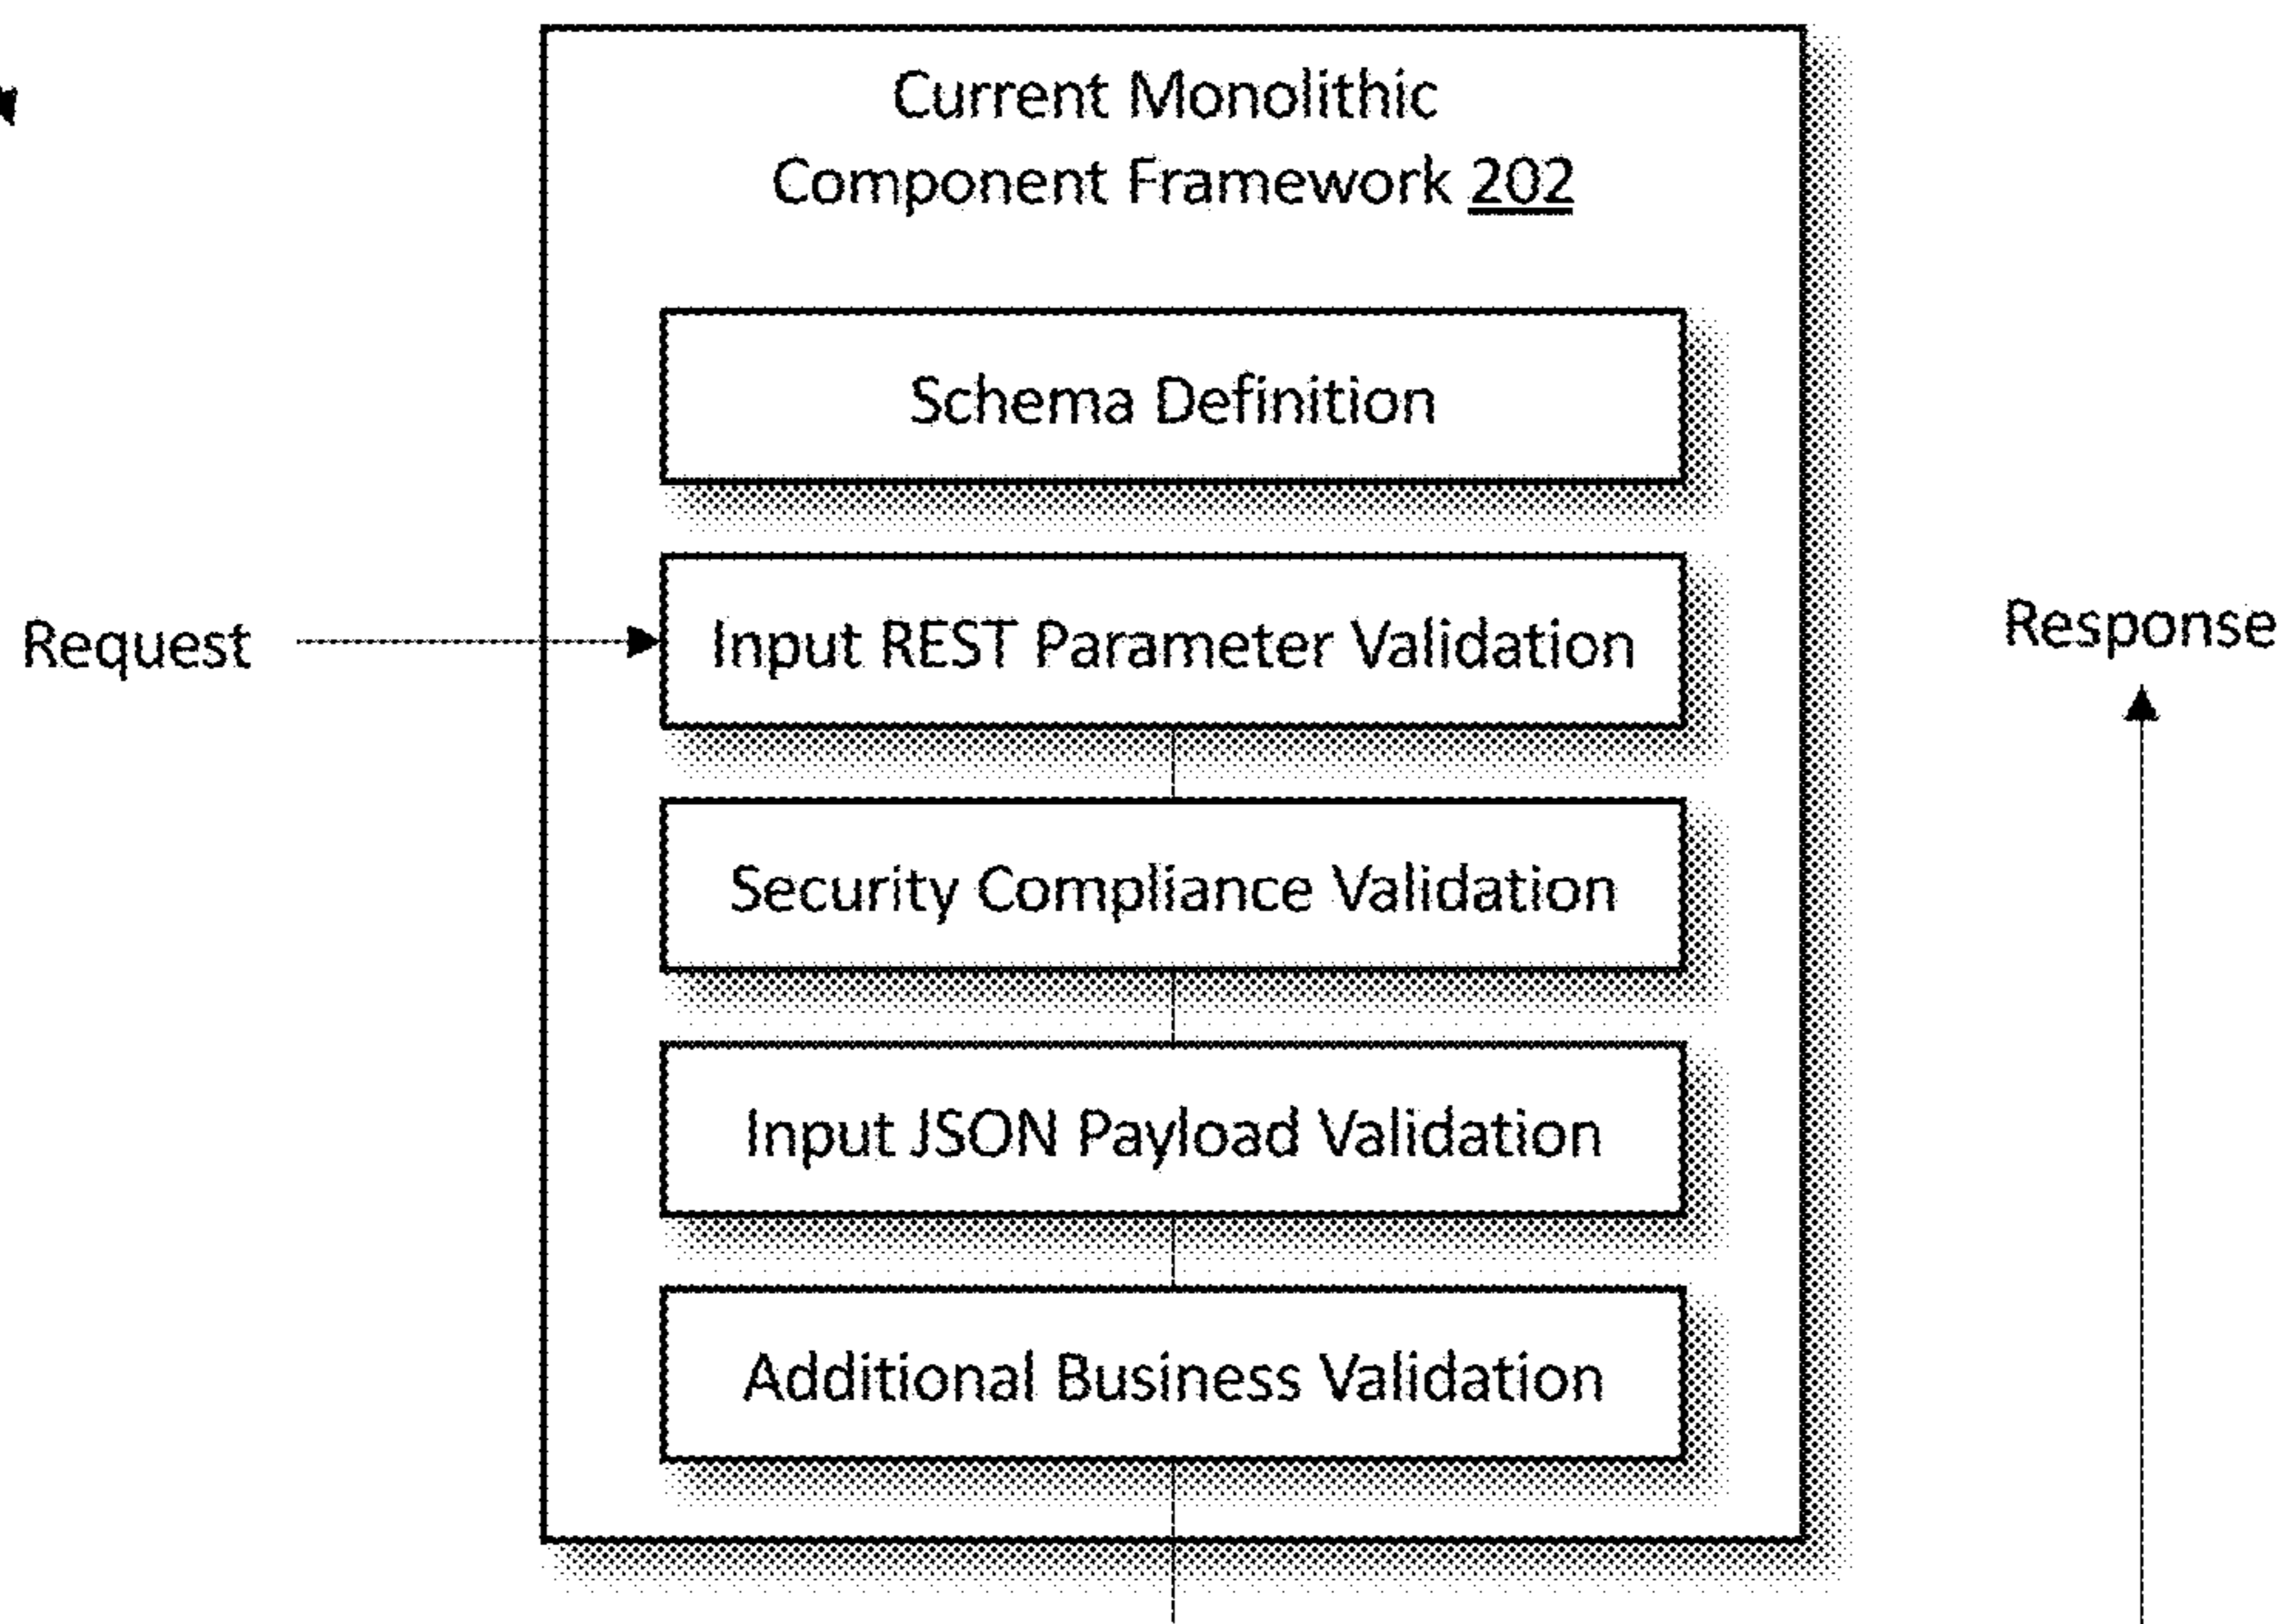 Current Monolithic
Component Framework 202
Schema Definition
Request
Input REST Parameter Validation
Response
Security Compliance Validation
Input JSON Payload Validation
Additional Business Validation